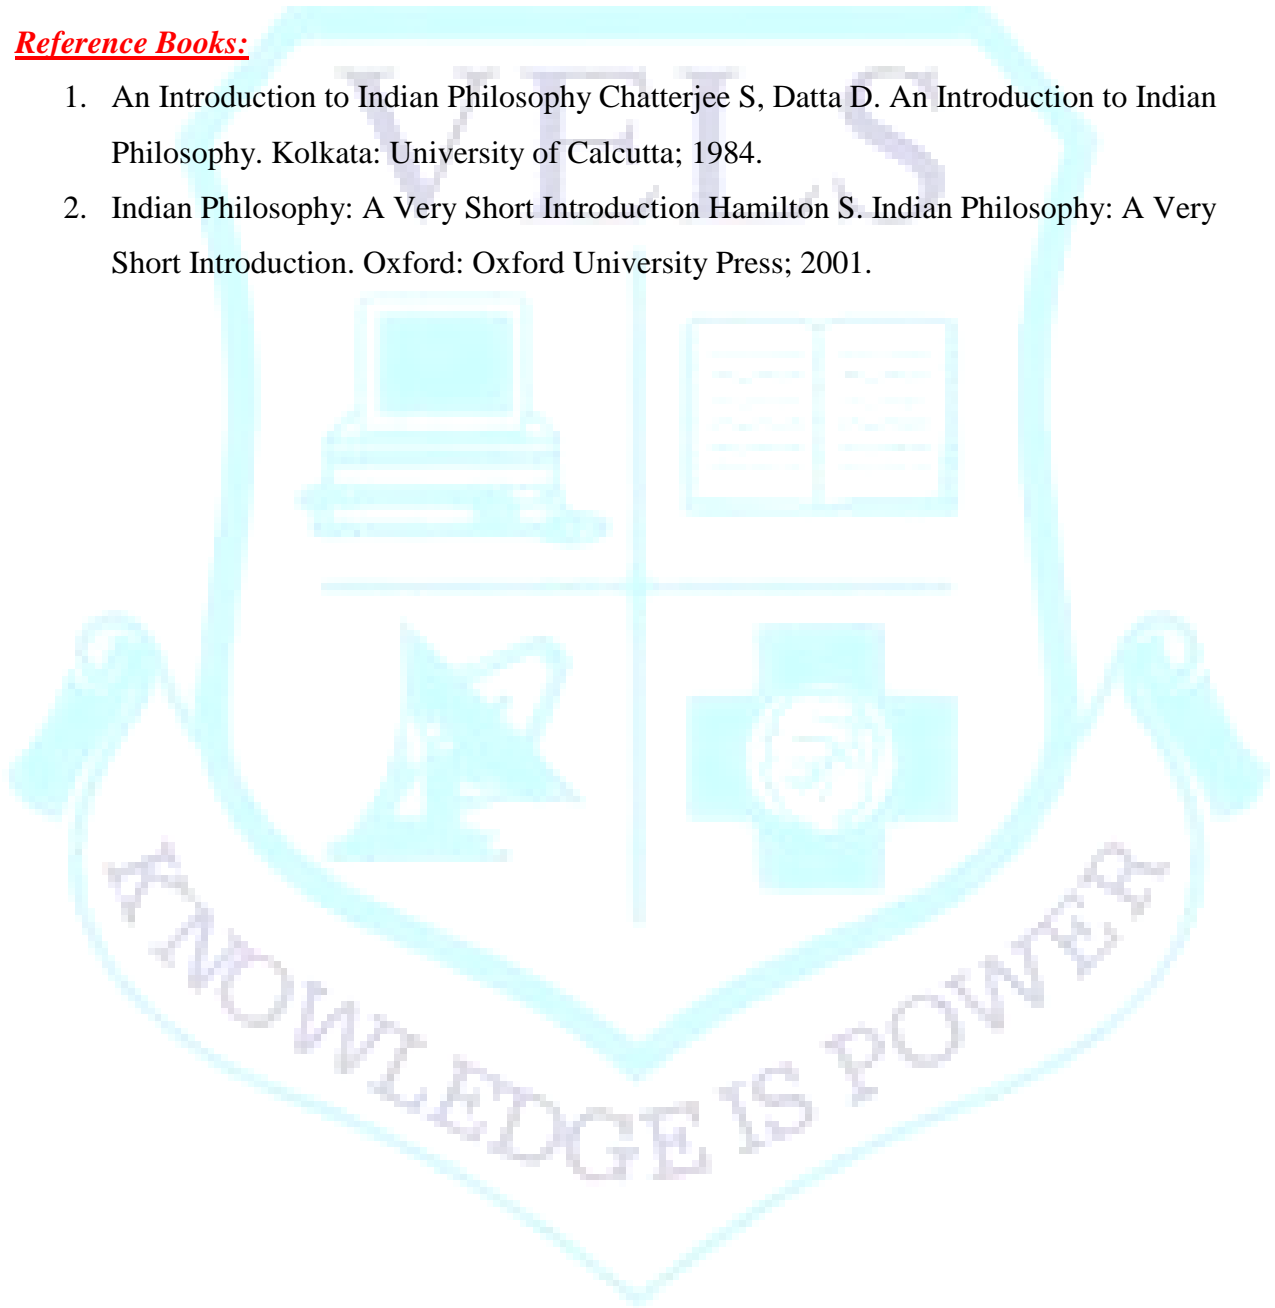 Reference Books:
VELS
1. An Introduction to Indian Philosophy Chatterjee S, Datta D. An Introduction to Indian
Philosophy. Kolkata: University of Calcutta; 1984.
2. Indian Philosophy: A Very Short Introduction Hamilton S. Indian Philosophy: A Very
Short Introduction. Oxford: Oxford University Press; 2001.
KNOWLEDGE IS POWER